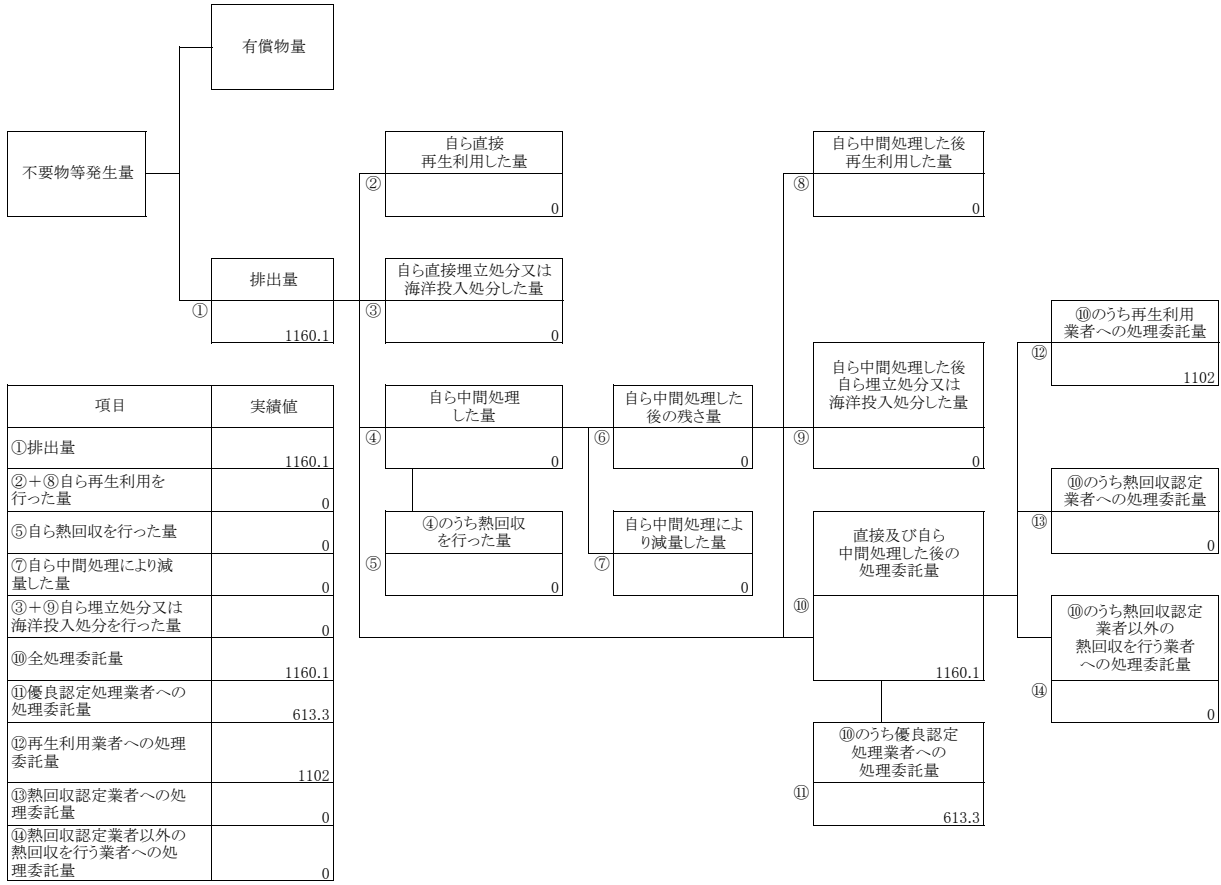 有償物量
不要物等発生量
自ら直接
再生利用した量
②
0
自ら中間処理した後
再生利用した量
⑧
0
排出量
①
1160.1
自ら直接埋立処分又は
海洋投入処分した量
③
0
⑩のうち再生利用
業者への処理委託量
⑫
1102
自ら中間処理した後
自ら埋立処分又は
海洋投入処分した量
⑨
0
自ら中間処理
した量
④
0
自ら中間処理した
後の残さ量
⑥
0
⑩のうち熱回収認定
業者への処理委託量
⑬
0
④のうち熱回収
を行った量
⑤
0
自ら中間処理によ
り減量した量
⑦
0
直接及び自ら
中間処理した後の
処理委託量
⑩
1160.1
⑩のうち熱回収認定
業者以外の
熱回収を行う業者
への処理委託量
⑭
0
⑩のうち優良認定
処理業者への
処理委託量
⑪
613.3
項目 実績値
①排出量
1160.1
②＋⑧自ら再生利用を
行った量
0
⑤自ら熱回収を行った量
0
⑦自ら中間処理により減
量した量
0
③＋⑨自ら埋立処分又は
海洋投入処分を行った量
0
⑩全処理委託量
1160.1
⑪優良認定処理業者への
処理委託量
613.3
⑫再生利用業者への処理
委託量
1102
⑬熱回収認定業者への処
理委託量
0
⑭熱回収認定業者以外の
熱回収を行う業者への処
理委託量
0